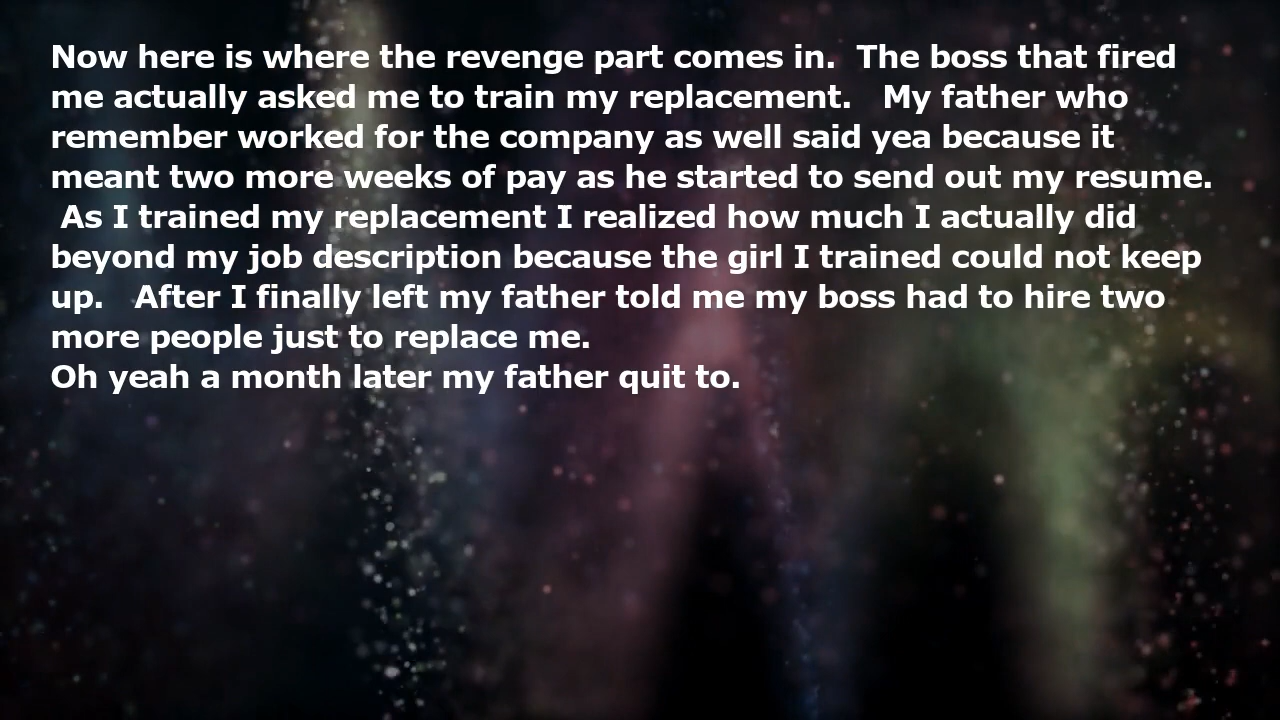 Now here is where the revenge part comes in.  The boss that fired
me actually asked me to train my replacement.   My father who
remember worked for the company as well said yea because it
meant two more weeks of pay as he started to send out my resume.
 As I trained my replacement I realized how much I actually did
beyond my job description because the girl I trained could not keep
up.   After I finally left my father told me my boss had to hire two
more people just to replace me.
Oh yeah a month later my father quit to.